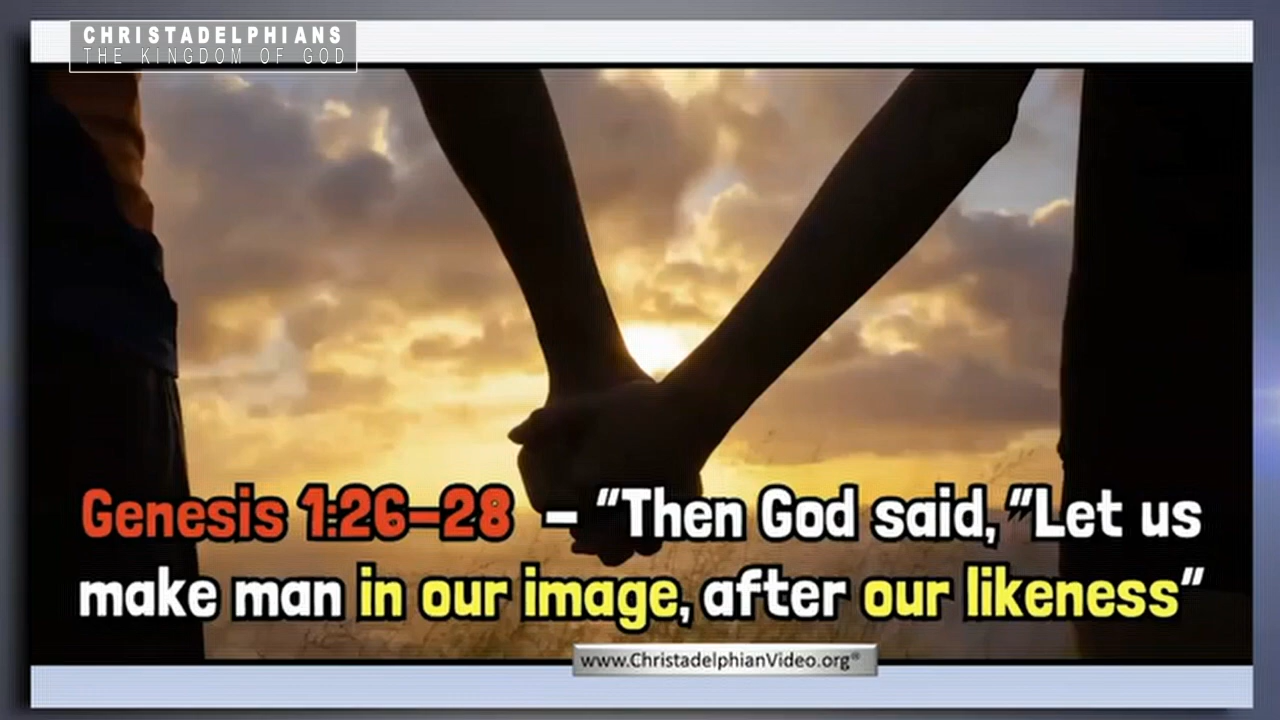 CHRISTADELPHIANS
THE KINGDOM OF GOD
Genesis 1:26–28 – “Then God said, “Let us
make man in our image, after our likeness”
www.ChristadelphianVideo.org®